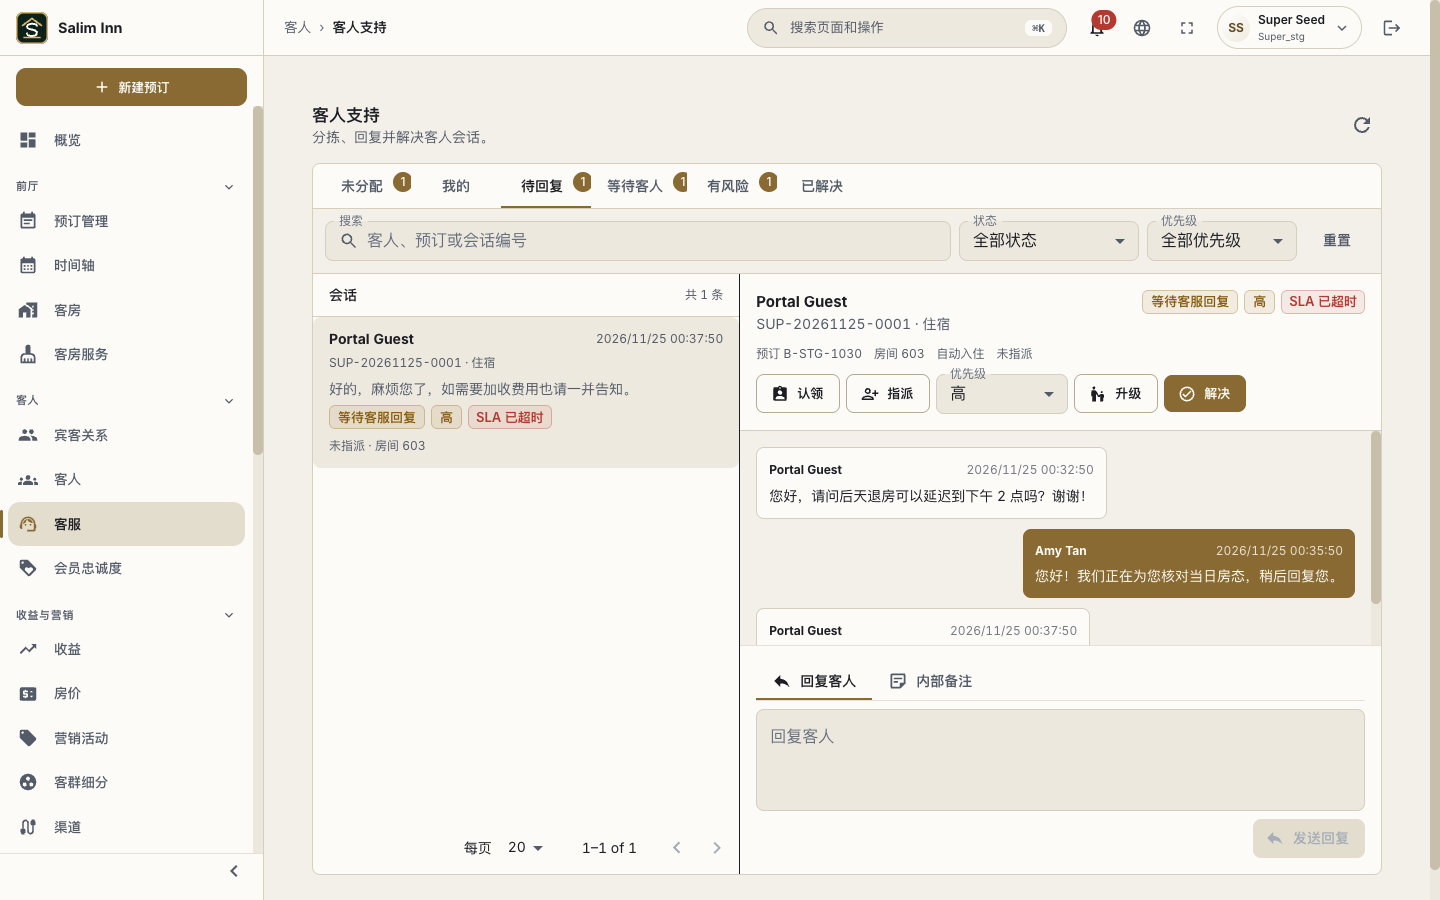 Salim Inn
客人 › 客人支持
搜索页面和操作
⌘K
10
SS
Super Seed
Super_stg
新建预订
概览
前厅
预订管理
时间轴
客房
客房服务
客人
宾客关系
客人
客服
会员忠诚度
收益与营销
收益
房价
营销活动
客群细分
渠道
客人支持
分拣、回复并解决客人会话。
未分配 1
我的
待回复 1
等待客人 1
有风险 1
已解决
搜索
客人、预订或会话编号
状态
全部状态
优先级
全部优先级
重置
会话
共 1 条
Portal Guest
2026/11/25 00:37:50
SUP-20261125-0001 · 住宿
好的，麻烦您了，如需要加收费用也请一并告知。
等待客服回复
高
SLA 已超时
未指派 · 房间 603
每页
20
1–1 of 1
Portal Guest
等待客服回复
高
SLA 已超时
SUP-20261125-0001 · 住宿
预订 B-STG-1030
房间 603
自动入住
未指派
认领
指派
优先级
高
升级
解决
Portal Guest
2026/11/25 00:32:50
您好，请问后天退房可以延迟到下午 2 点吗？谢谢！
Amy Tan
2026/11/25 00:35:50
您好！我们正在为您核对当日房态，稍后回复您。
Portal Guest
2026/11/25 00:37:50
回复客人
内部备注
回复客人
发送回复